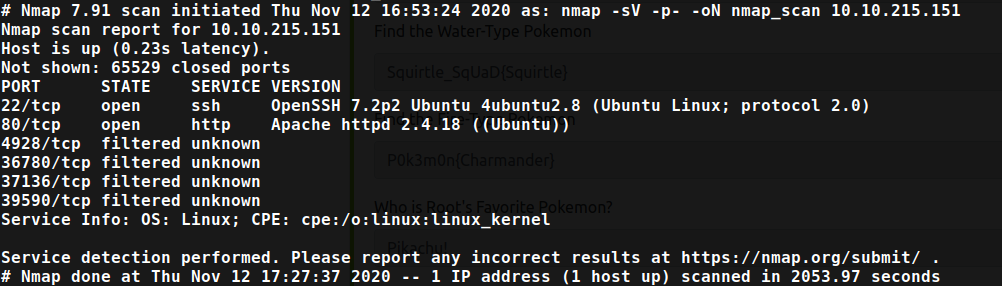 # Nmap 7.91 scan initiated Thu Nov 12 16:53:24 2020 as: nmap -sV -p- -oN nmap_scan 10.10.215.151
Nmap scan report for 10.10.215.151
Find the Water-Type Pokemon
Host is up (0.23s latency).
Not shown: 65529 closed ports
Squirtle_SqUaD{Squirtle}
PORT      STATE    SERVICE VERSION
22/tcp    open     ssh     OpenSSH 7.2p2 Ubuntu 4ubuntu2.8 (Ubuntu Linux; protocol 2.0)
80/tcp    open     http    Apache httpd 2.4.18 ((Ubuntu))
4928/tcp  filtered unknown
P0k3m0n{Charmander}
36780/tcp filtered unknown
37136/tcp filtered unknown
39590/tcp filtered unknown
Who is Root's Favorite Pokemon?
Service Info: OS: Linux; CPE: cpe:/o:linux:linux_kernel
Pikachu!
Service detection performed. Please report any incorrect results at https://nmap.org/submit/ .
# Nmap done at Thu Nov 12 17:27:37 2020 -- 1 IP address (1 host up) scanned in 2053.97 seconds